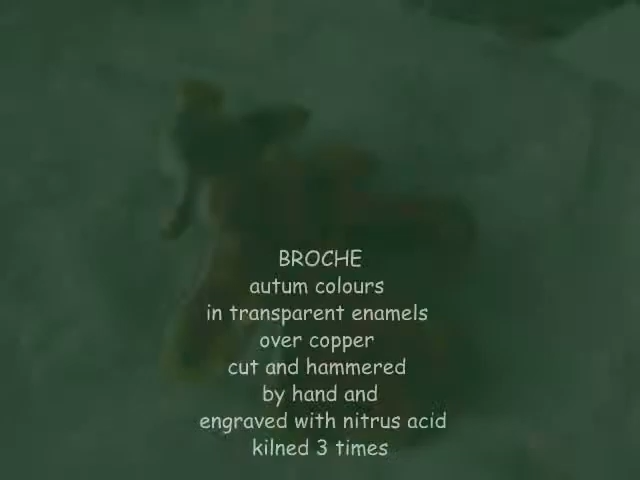 BROCHE
autum colours
in transparent enamels
over copper
cut and hammered
by hand and
engraved with nitrus acid
kilned 3 times